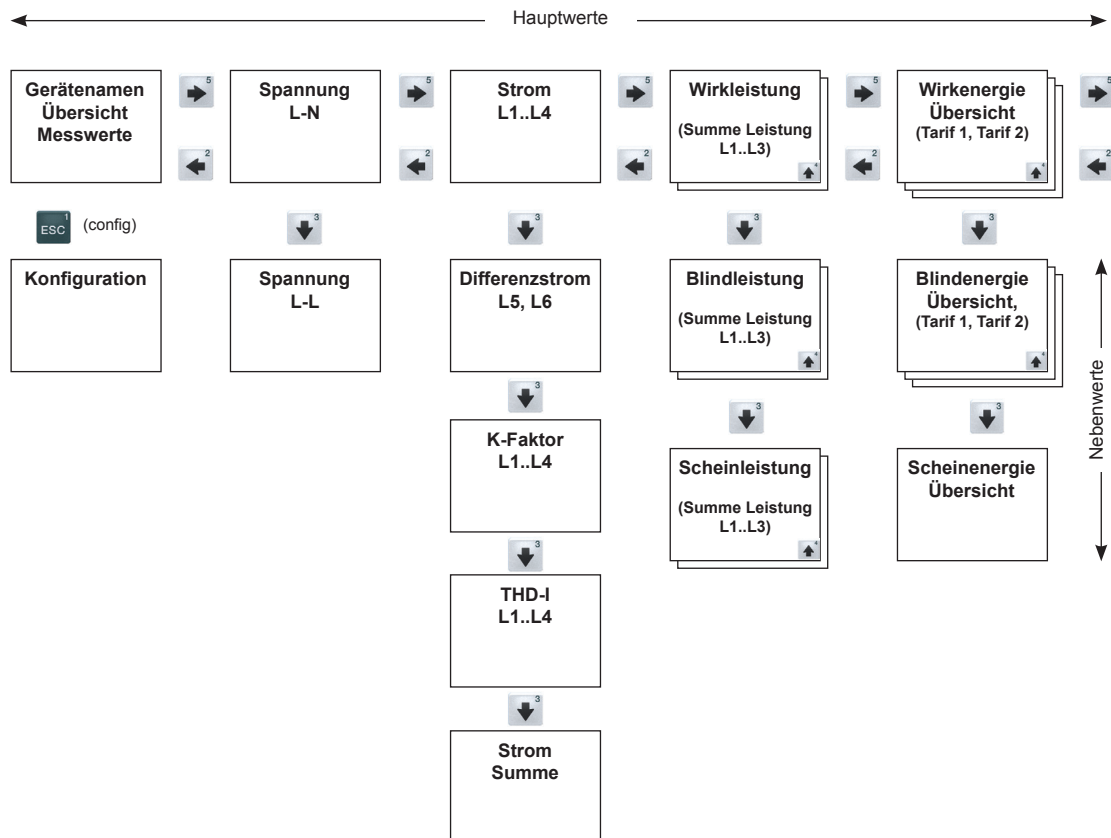 Hauptwerte
Gerätenamen
Übersicht
Messwerte
5
2
Spannung
L-N
5
2
Strom
L1..L4
5
2
Wirkleistung
(Summe Leistung
L1..L3)
4
5
2
Wirkenergie
Übersicht
(Tarif 1, Tarif 2)
4
5
2
1
ESC
(config)
3
3
3
3
Konfiguration
Spannung
L-L
Differenzstrom
L5, L6
Blindleistung
(Summe Leistung
L1..L3)
4
Blindenergie
Übersicht,
(Tarif 1, Tarif 2)
4
Nebenwerte
3
3
3
K-Faktor
L1..L4
Scheinleistung
(Summe Leistung
L1..L3)
4
Scheinenergie
Übersicht
3
THD-I
L1..L4
3
Strom
Summe